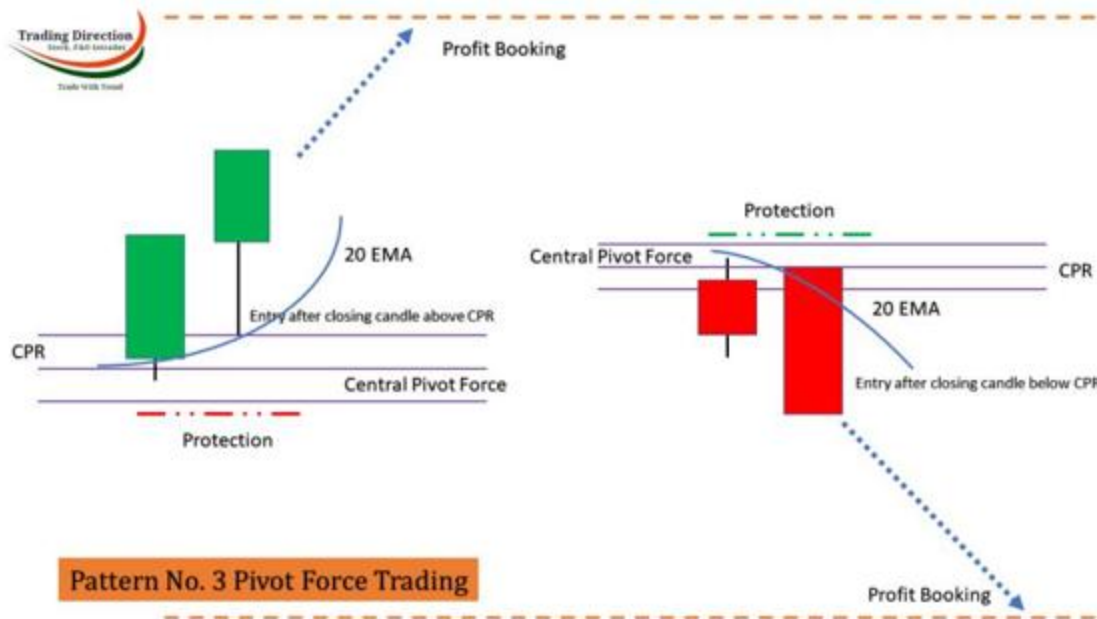 Trading Direction
Stock, F&O Intraday
Trade With Trend
Profit Booking
20 EMA
Entry after closing candle above CPR
CPR
Central Pivot Force
Protection
Protection
Central Pivot Force
CPR
20 EMA
Entry after closing candle below CPR
Pattern No. 3 Pivot Force Trading
Profit Booking